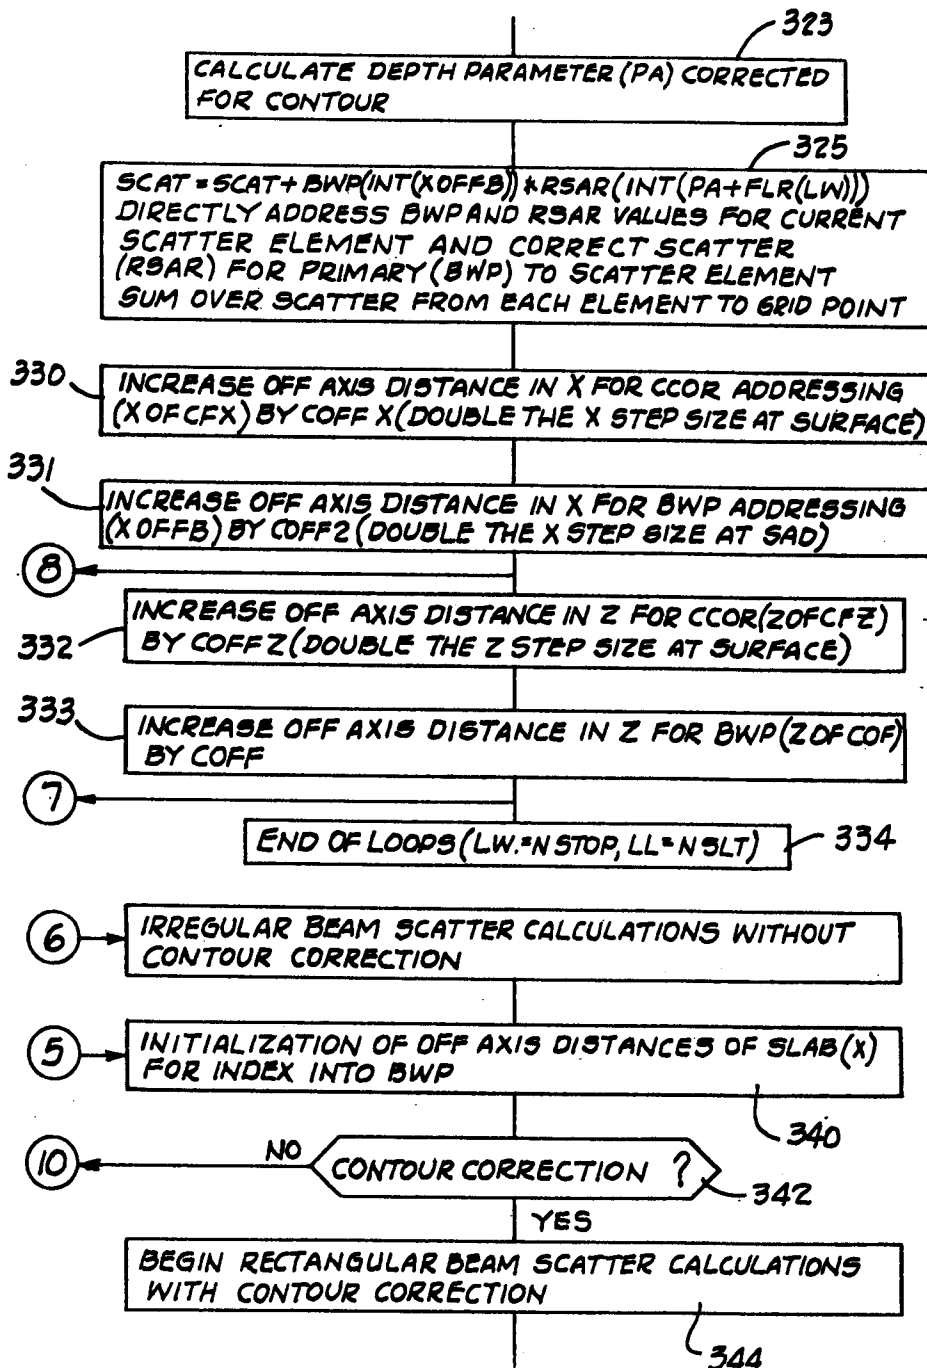 323
CALCULATE DEPTH PARAMETER (PA) CORRECTED
FOR CONTOUR
325
SCAT = SCAT + BWP(INT(XOFFB)) * RSAR(INT(PA+FLR(LW)))
DIRECTLY ADDRESS BWP AND RSAR VALUES FOR CURRENT
SCATTER ELEMENT AND CORRECT SCATTER
(RSAR) FOR PRIMARY (BWP) TO SCATTER ELEMENT
SUM OVER SCATTER FROM EACH ELEMENT TO GRID POINT
330
INCREASE OFF AXIS DISTANCE IN X FOR CCOR ADDRESSING
(XOFCFX) BY COFF X (DOUBLE THE X STEP SIZE AT SURFACE)
331
INCREASE OFF AXIS DISTANCE IN X FOR BWP ADDRESSING
(XOFFB) BY COFF2 (DOUBLE THE X STEP SIZE AT SAD)
8
INCREASE OFF AXIS DISTANCE IN Z FOR CCOR (ZOFCFZ)
BY COFF Z (DOUBLE THE Z STEP SIZE AT SURFACE)
332
333
INCREASE OFF AXIS DISTANCE IN Z FOR BWP (ZOFCOF)
BY COFF
7
END OF LOOPS (LW.=NSTOP, LL=NSLT)
334
6
IRREGULAR BEAM SCATTER CALCULATIONS WITHOUT
CONTOUR CORRECTION
5
INITIALIZATION OF OFF AXIS DISTANCES OF SLAB (X)
FOR INDEX INTO BWP
340
10
NO
CONTOUR CORRECTION ?
342
YES
BEGIN RECTANGULAR BEAM SCATTER CALCULATIONS
WITH CONTOUR CORRECTION
344